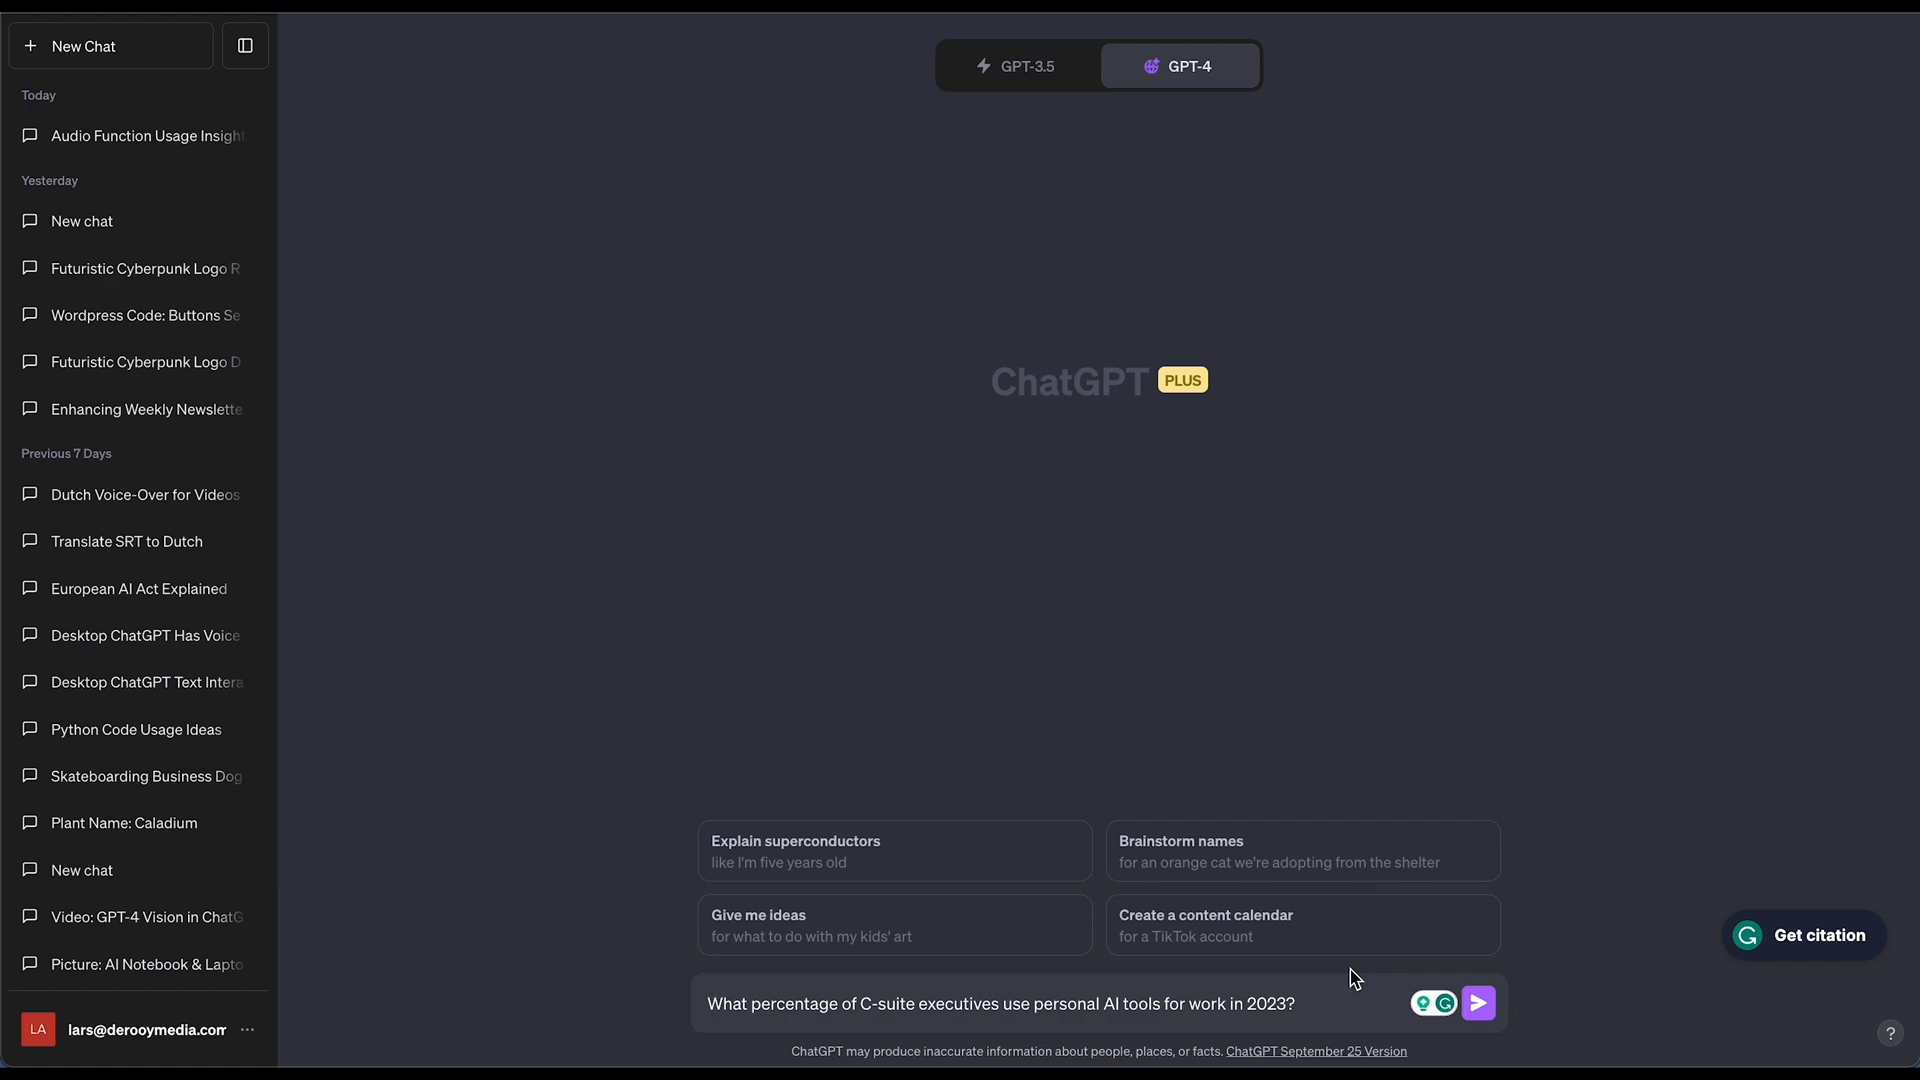 New Chat
Today
Audio Function Usage Insight
Yesterday
New chat
Futuristic Cyberpunk Logo R
Wordpress Code: Buttons Se
Futuristic Cyberpunk Logo D
Enhancing Weekly Newslette
Previous 7 Days
Dutch Voice-Over for Videos
Translate SRT to Dutch
European AI Act Explained
Desktop ChatGPT Has Voice
Desktop ChatGPT Text Intera
Python Code Usage Ideas
Skateboarding Business Dog
Plant Name: Caladium
New chat
Video: GPT-4 Vision in ChatG
Picture: AI Notebook & Lapto
LA lars@derooymedia.com
GPT-3.5
GPT-4
ChatGPT PLUS
Explain superconductors
like I'm five years old
Brainstorm names
for an orange cat we're adopting from the shelter
Give me ideas
for what to do with my kids' art
Create a content calendar
for a TikTok account
Get citation
What percentage of C-suite executives use personal AI tools for work in 2023?
ChatGPT may produce inaccurate information about people, places, or facts. ChatGPT September 25 Version
?